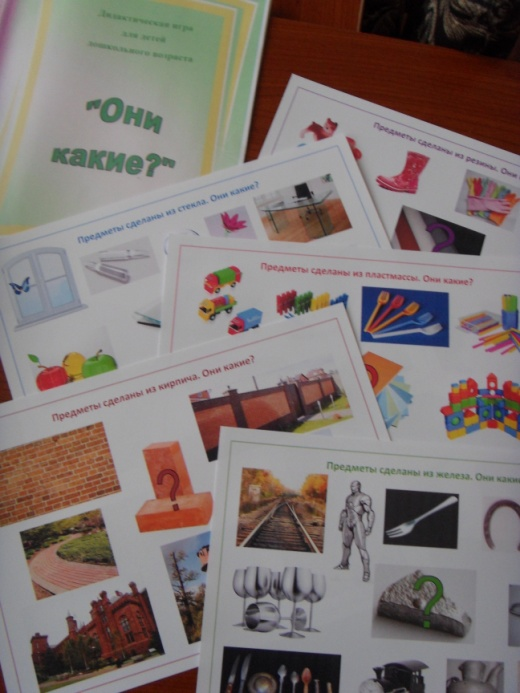 Дидактическая игра
для детей
дошкольного возраста
"Они
какие?"
Предметы сделаны из резины. Они
Предметы сделаны из стекла. Они какие?
Предметы сделаны из пластмассы. Они какие?
Предметы сделаны из кирпича. Они какие?
Предметы сделаны из железа. Они какие
?
?
?